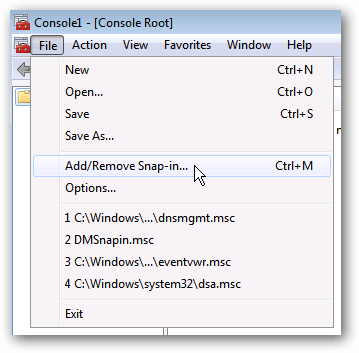 Console1 - [Console Root]
File Action View Favorites Window Help
New Ctrl+N
Open... Ctrl+O
Save Ctrl+S
Save As...
Add/Remove Snap-in... Ctrl+M
Options...
1 C:\Windows\...\dnsmgmt.msc
2 DMSnapin.msc
3 C:\Windows\...\eventvwr.msc
4 C:\Windows\system32\dsa.msc
Exit